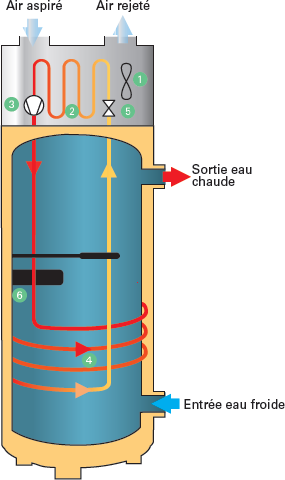 Air aspiré Air rejeté
1
3 2 5
Sortie eau
chaude
6
4
Entrée eau froide